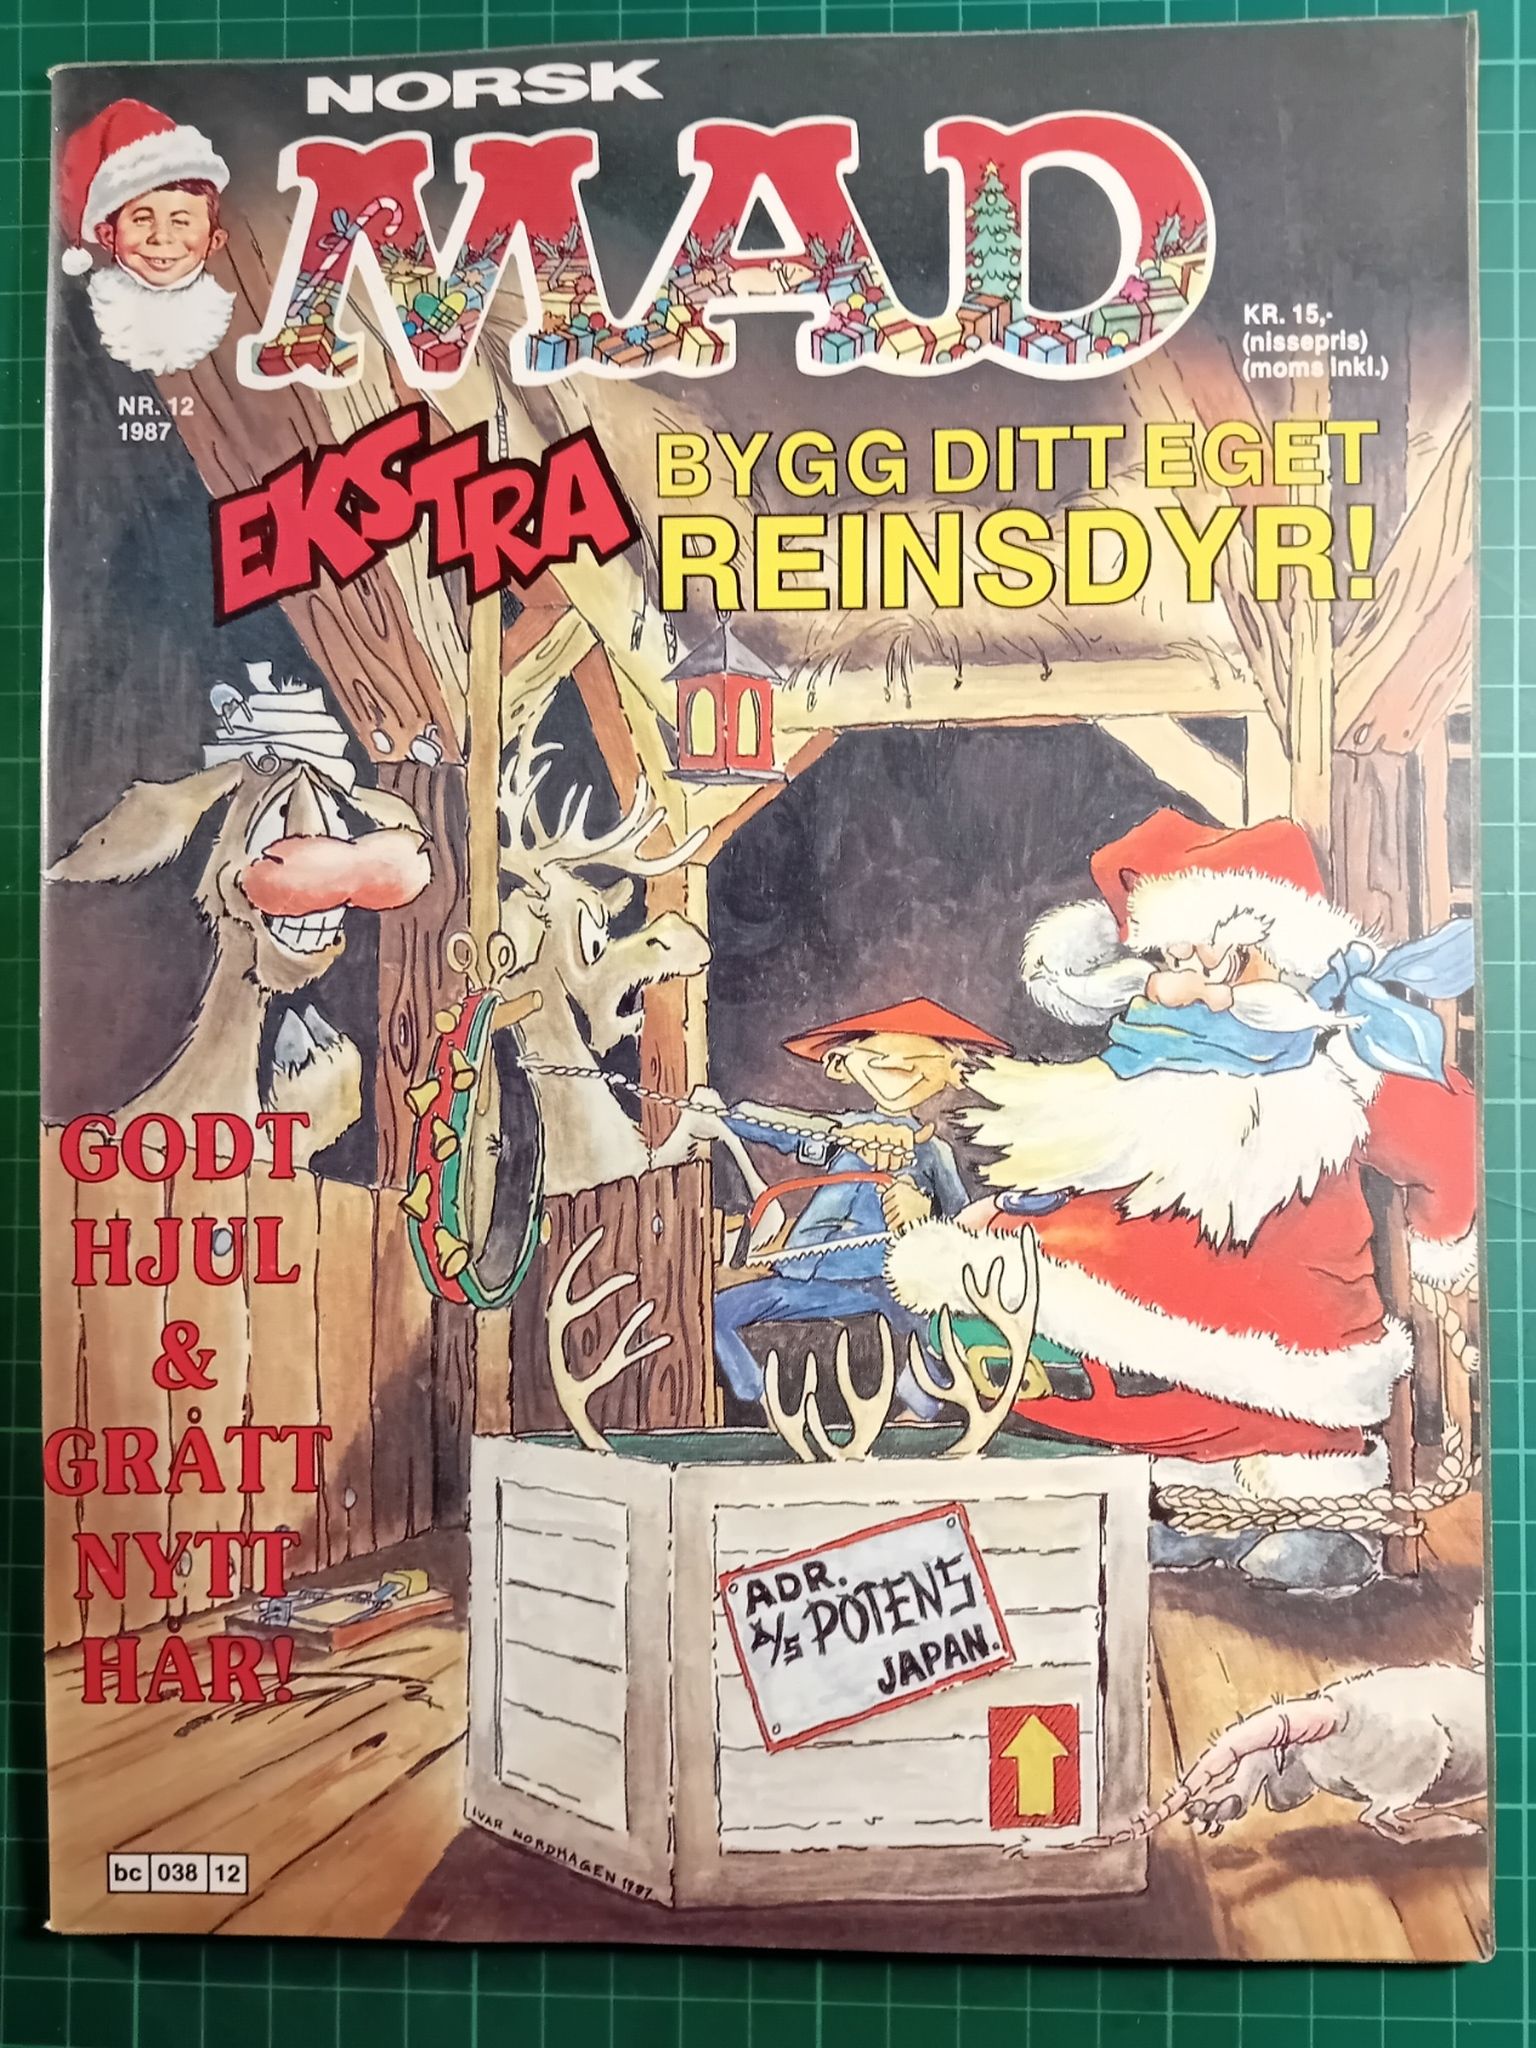 NORSK
MAD
KR. 15,-
(nissepris)
(moms inkl.)
NR. 12
1987
EKSTRA
BYGG DITT EGET
REINSDYR!
GODT
HJUL
&
GRÅTT
NYTT
HÅR!
ADR.
A/S PÖTENS
JAPAN.
IVAR NORDHAGEN 1987
bc 038 12